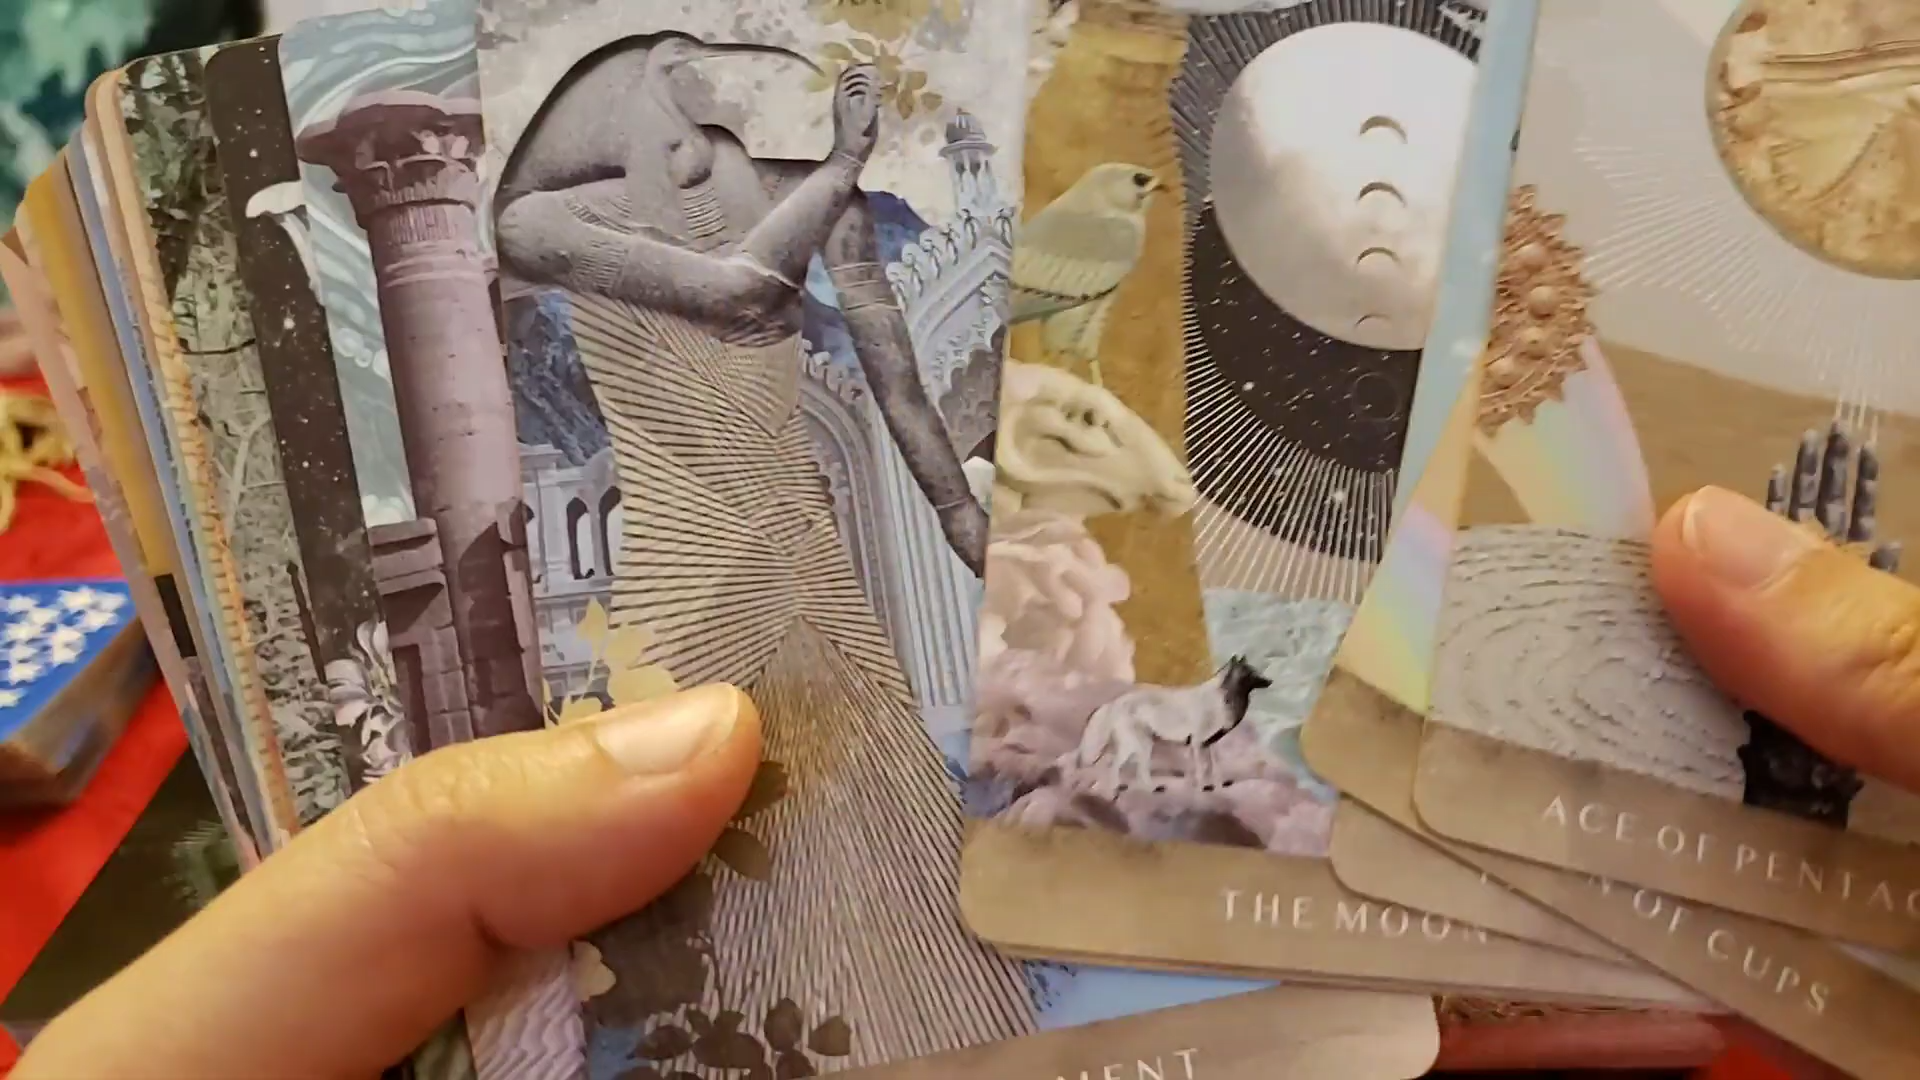 THE MOON
ACE OF PENTAC
OF CUPS
MENT